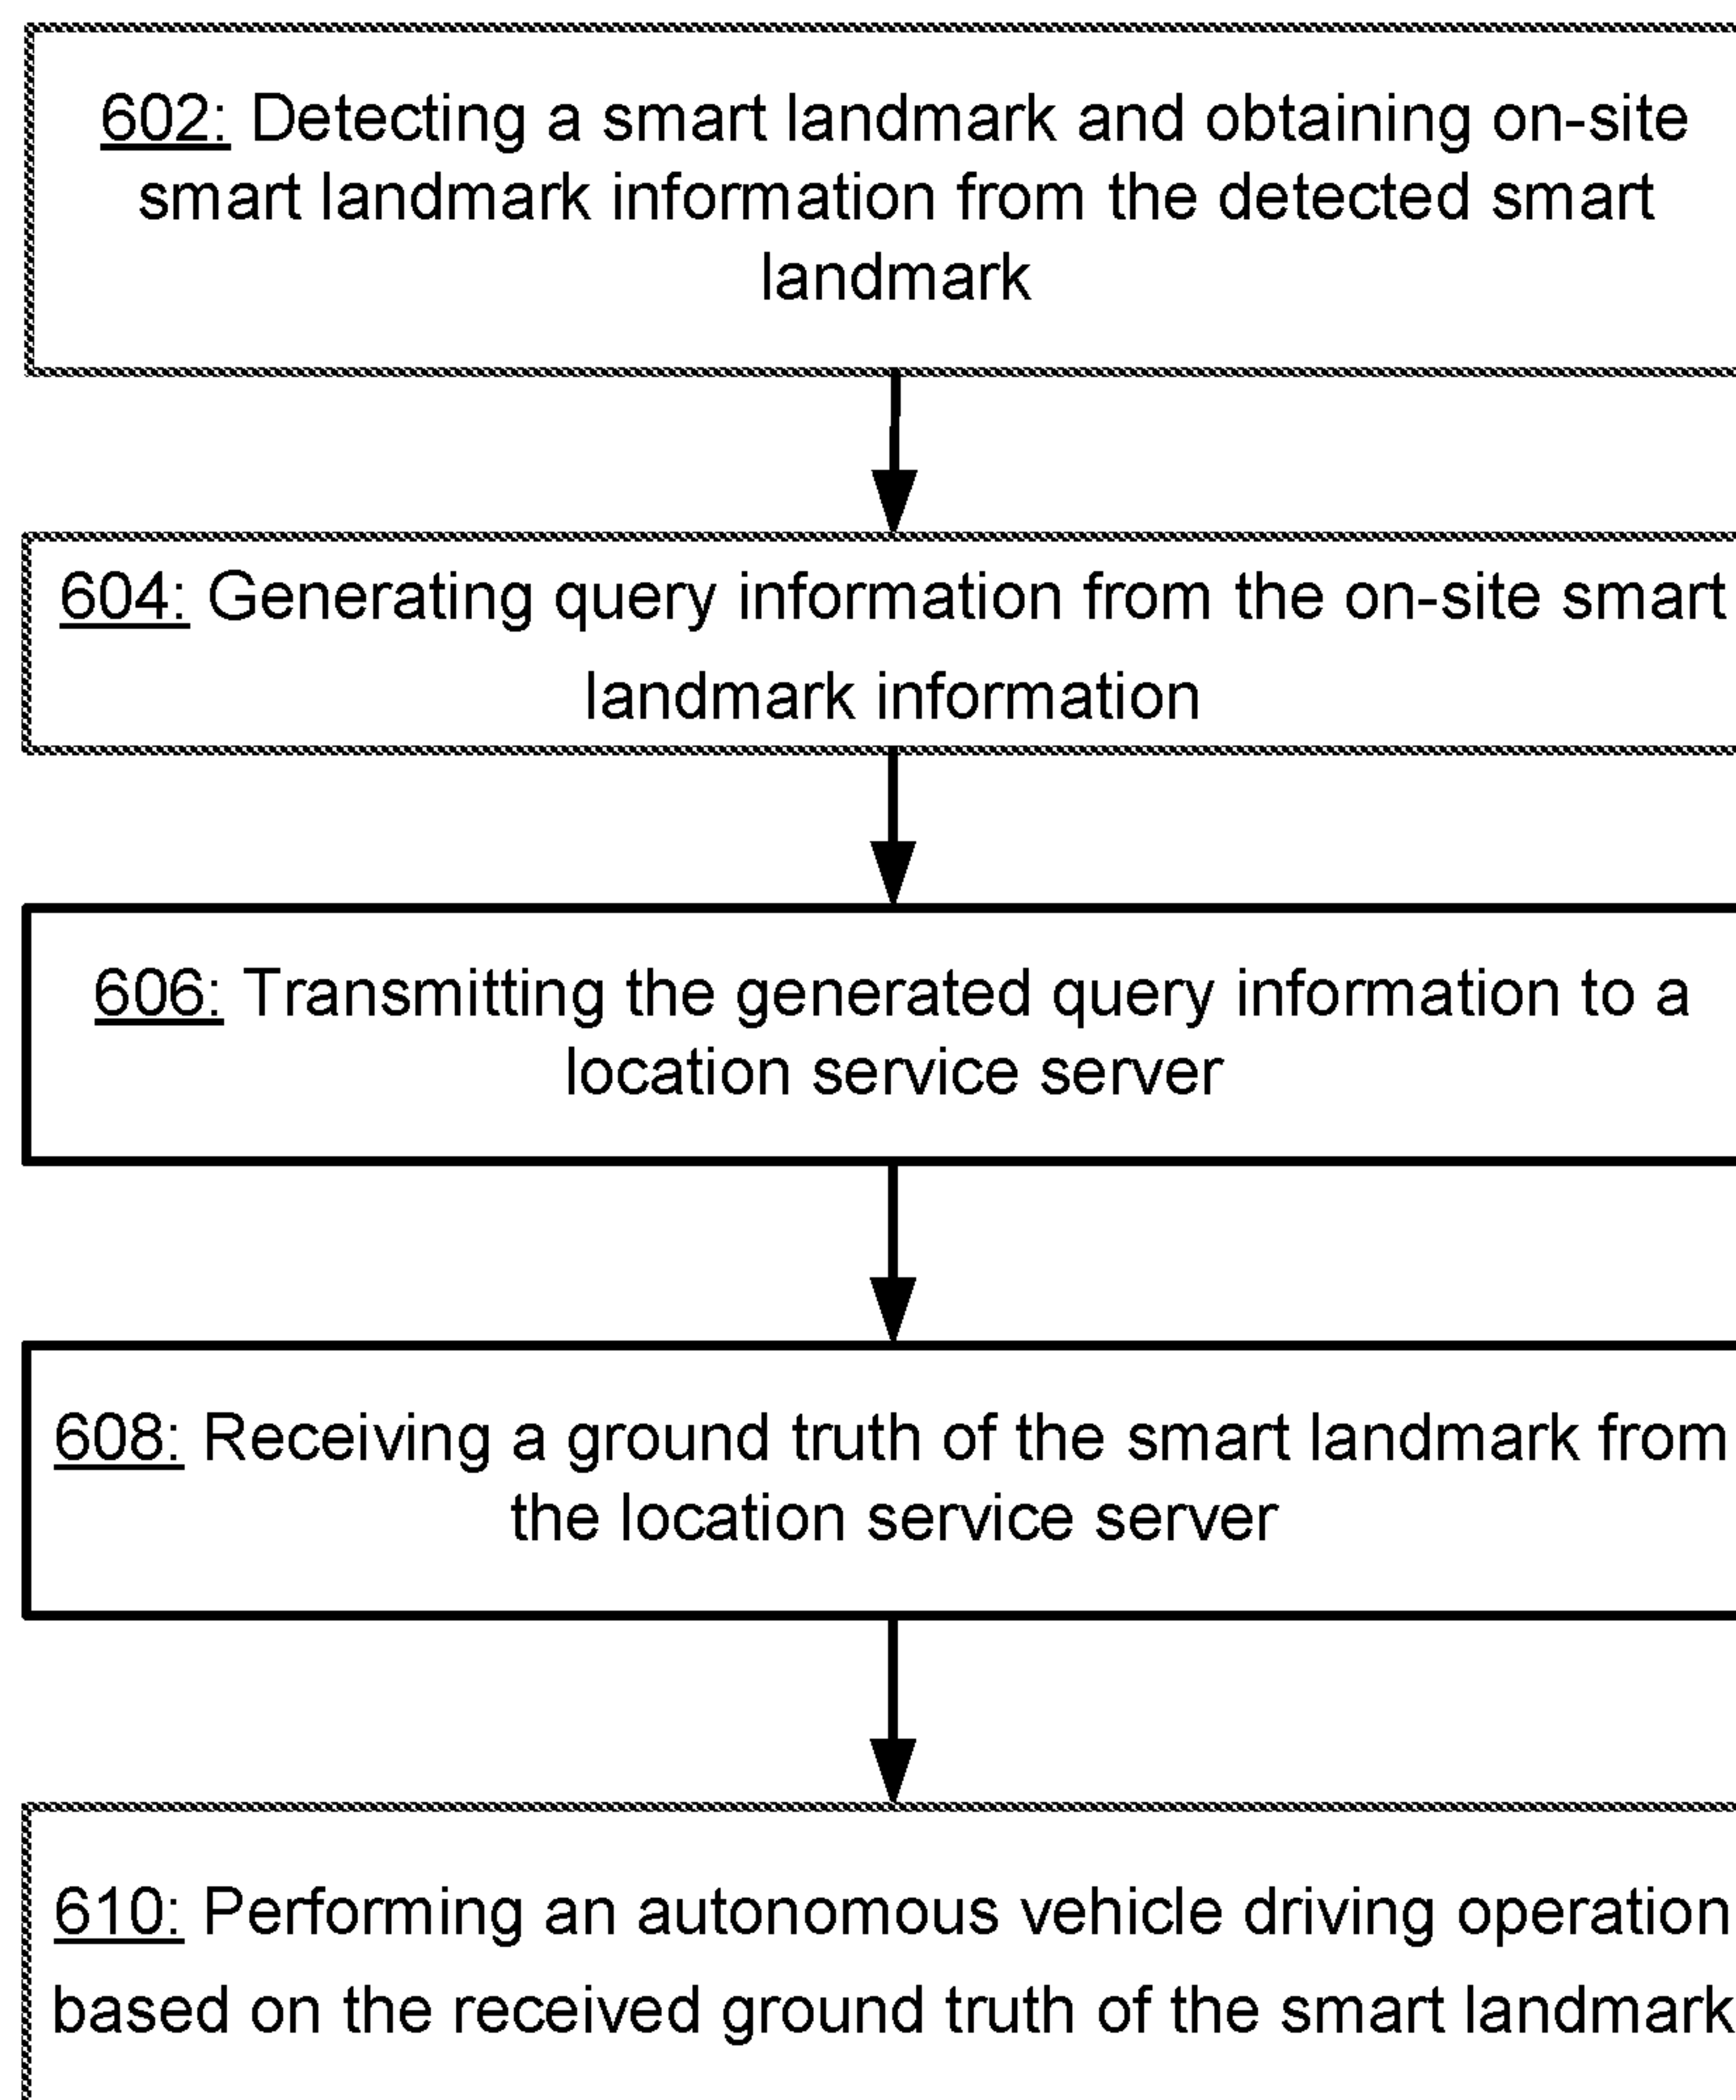 602: Detecting a smart landmark and obtaining on-site
smart landmark information from the detected smart
landmark
604: Generating query information from the on-site smart
landmark information
606: Transmitting the generated query information to a
location service server
608: Receiving a ground truth of the smart landmark from
the location service server
610: Performing an autonomous vehicle driving operation
based on the received ground truth of the smart landmark